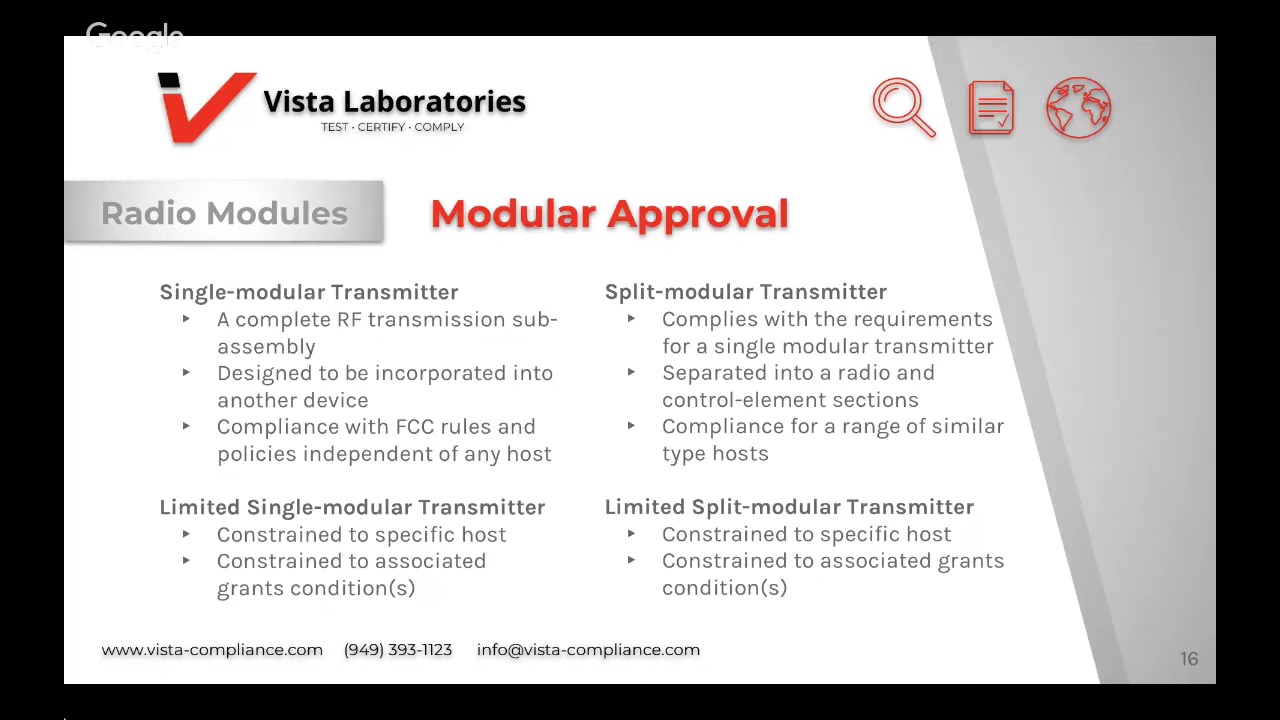 Google
Vista Laboratories
TEST · CERTIFY · COMPLY
Radio Modules
Modular Approval
Single-modular Transmitter
‣ A complete RF transmission sub-
assembly
‣ Designed to be incorporated into
another device
‣ Compliance with FCC rules and
policies independent of any host
Limited Single-modular Transmitter
‣ Constrained to specific host
‣ Constrained to associated
grants condition(s)
Split-modular Transmitter
‣ Complies with the requirements
for a single modular transmitter
‣ Separated into a radio and
control-element sections
‣ Compliance for a range of similar
type hosts
Limited Split-modular Transmitter
‣ Constrained to specific host
‣ Constrained to associated grants
condition(s)
www.vista-compliance.com (949) 393-1123 info@vista-compliance.com
16